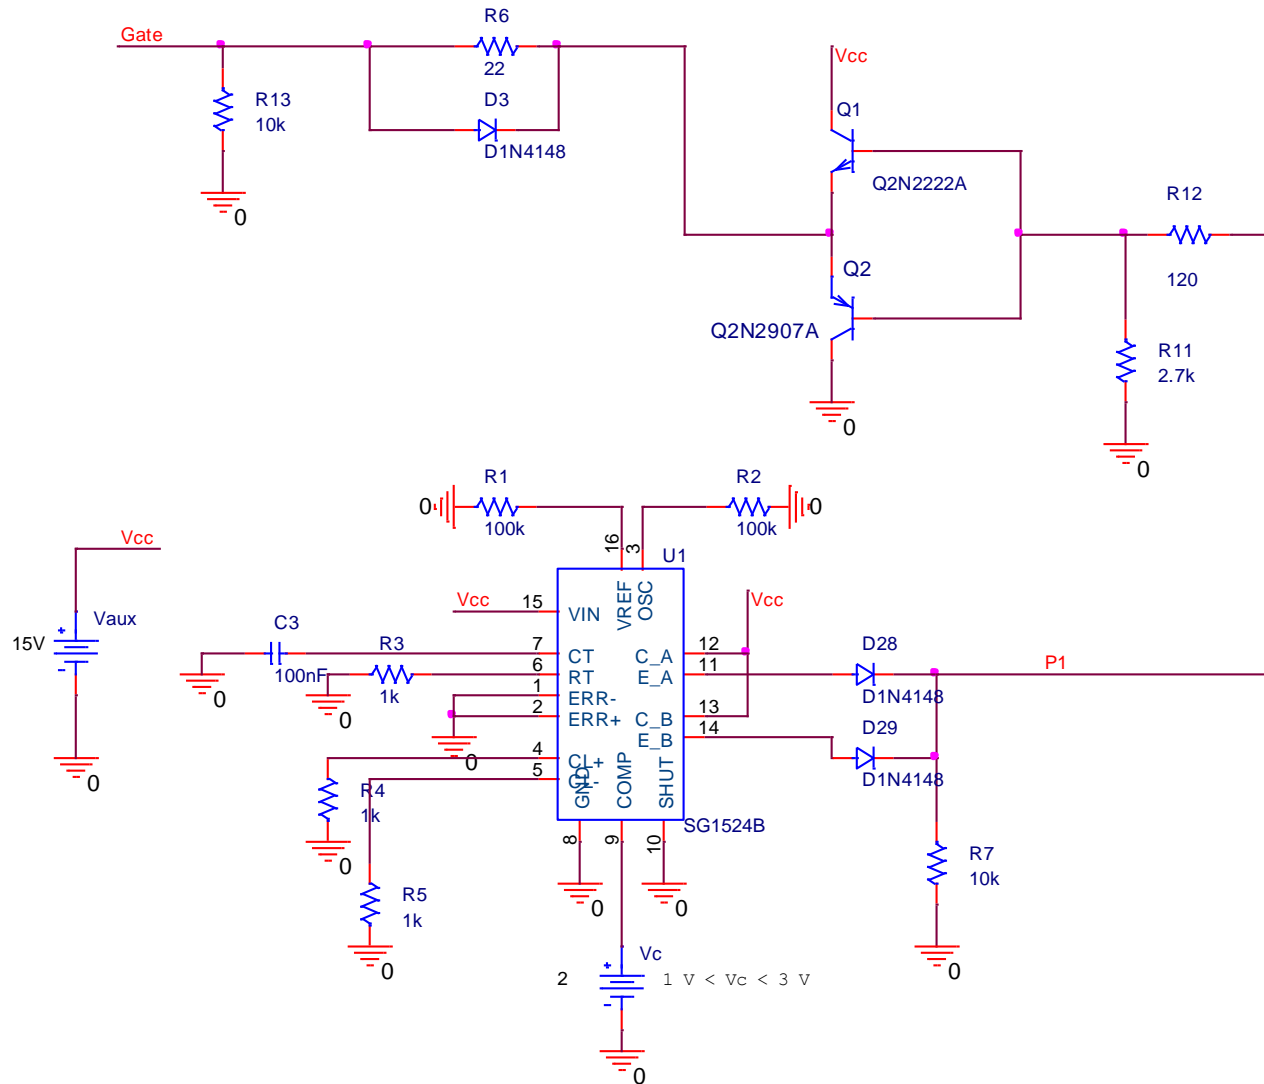 R6
Gate
22
Vcc
R13
10k
D3
D1N4148
Q1
Q2N2222A
R12
120
0
Q2
Q2N2907A
R11
2.7k
0
0
R1
R2
0
100k
100k
0
16
3
U1
VREF
OSC
Vcc
Vaux
15V
Vcc
15
VIN
Vcc
C3
100nF
0
R3
1k
0
7
CT
6
RT
1
ERR-
2
ERR+
0
4
CL+
5
CL-
12
C_A
11
E_A
13
C_B
14
E_B
D28
D1N4148
P1
D29
D1N4148
0
R4
1k
0
GND
COMP
SHUT
SG1524B
8
9
10
0
0
R5
1k
0
R7
10k
0
Vc
2
1 V < Vc < 3 V
0